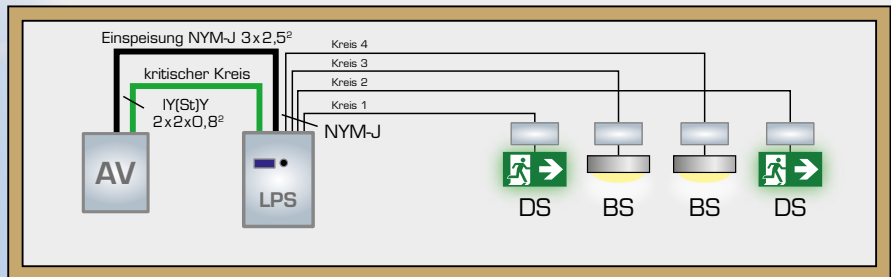 Einspeisung NYM-J 3x2,5²
kritischer Kreis
IY(St)Y
2x2x0,8²
Kreis 4
Kreis 3
Kreis 2
Kreis 1
NYM-J
AV
LPS
DS
BS
BS
DS